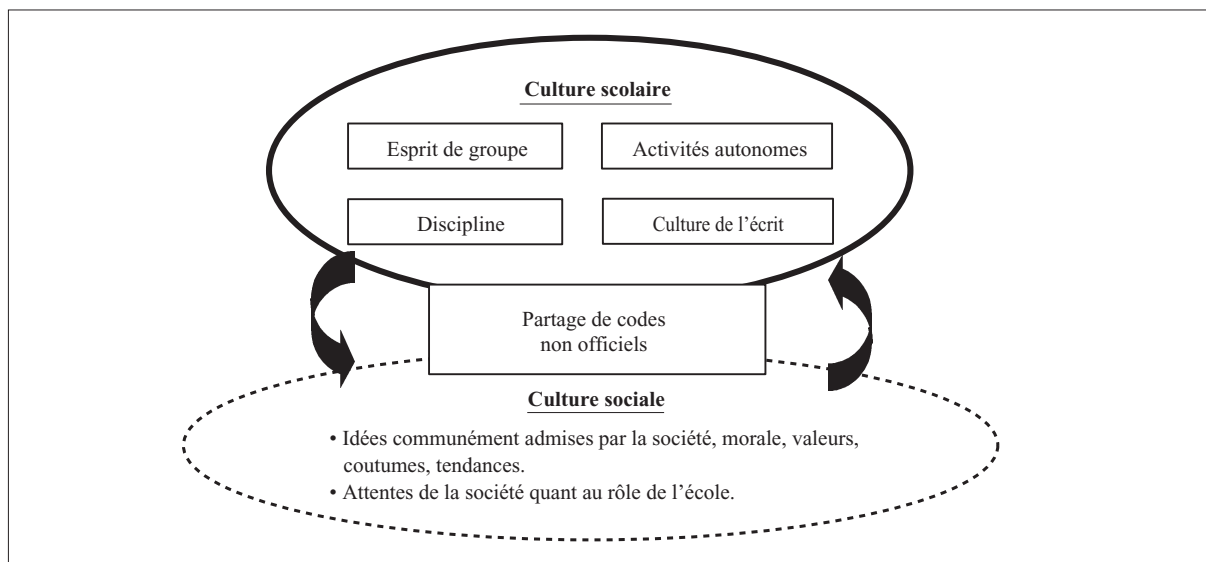 Culture scolaire
Esprit de groupe
Activités autonomes
Discipline
Culture de l’écrit
Partage de codes
non officiels
Culture sociale
• Idées communément admises par la société, morale, valeurs,
coutumes, tendances.
• Attentes de la société quant au rôle de l’école.